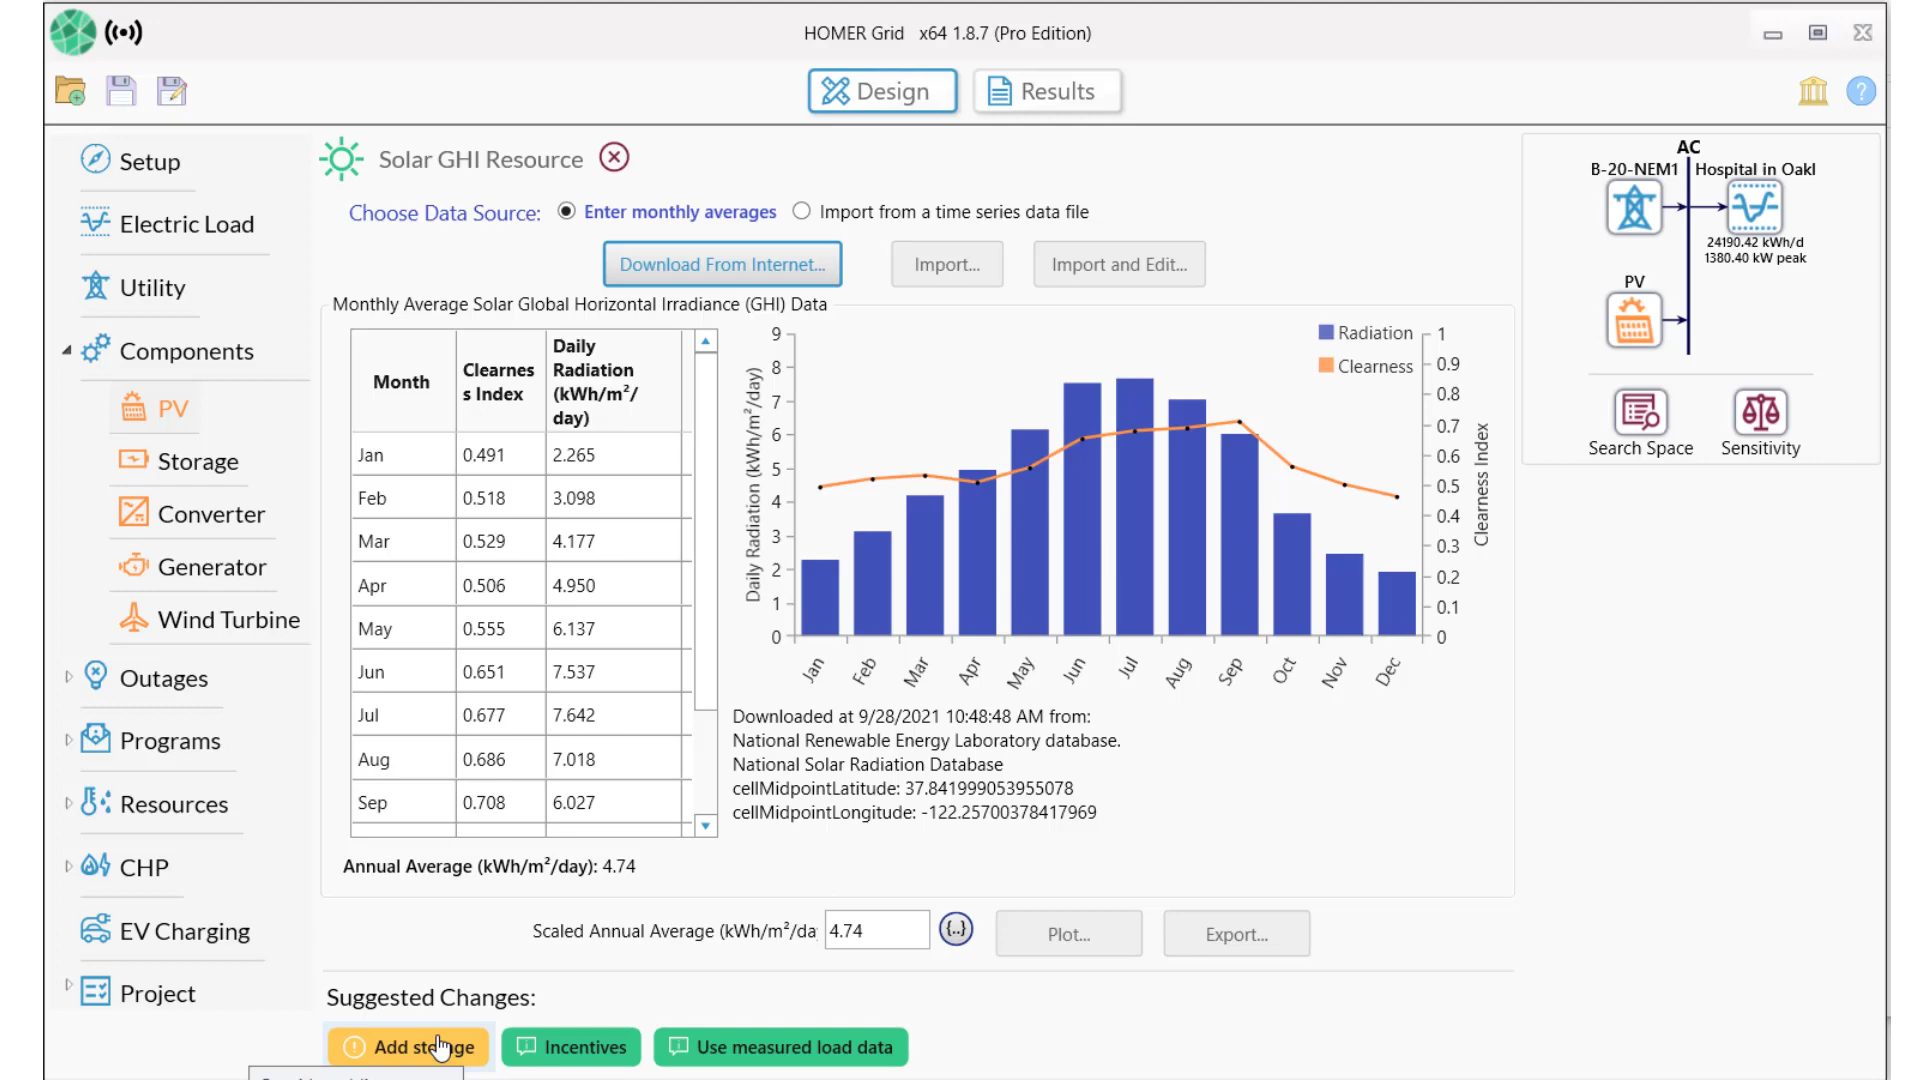 HOMER Grid x64 1.8.7 (Pro Edition)
Design
Results
?
Setup
Electric Load
Utility
Components
PV
Storage
Converter
Generator
Wind Turbine
Outages
Programs
Resources
CHP
EV Charging
Project
Solar GHI Resource
Choose Data Source: Enter monthly averages Import from a time series data file
Download From Internet... Import... Import and Edit...
Monthly Average Solar Global Horizontal Irradiance (GHI) Data
Month Clearnes s Index Daily Radiation (kWh/m²/ day)
Jan 0.491 2.265
Feb 0.518 3.098
Mar 0.529 4.177
Apr 0.506 4.950
May 0.555 6.137
Jun 0.651 7.537
Jul 0.677 7.642
Aug 0.686 7.018
Sep 0.708 6.027
Annual Average (kWh/m²/day): 4.74
Daily Radiation (kWh/m²/day)
9
8
7
6
5
4
3
2
1
0
Radiation
Clearness
1
0.9
0.8
0.7
0.6
0.5
0.4
0.3
0.2
0.1
0
Clearness Index
Jan Feb Mar Apr May Jun Jul Aug Sep Oct Nov Dec
Downloaded at 9/28/2021 10:48:48 AM from:
National Renewable Energy Laboratory database.
National Solar Radiation Database
cellMidpointLatitude: 37.841999053955078
cellMidpointLongitude: -122.25700378417969
Scaled Annual Average (kWh/m²/da 4.74 {..} Plot... Export...
Suggested Changes:
Add storage Incentives Use measured load data
AC
B-20-NEM1 Hospital in Oakl
24190.42 kWh/d
1380.40 kW peak
PV
Search Space Sensitivity